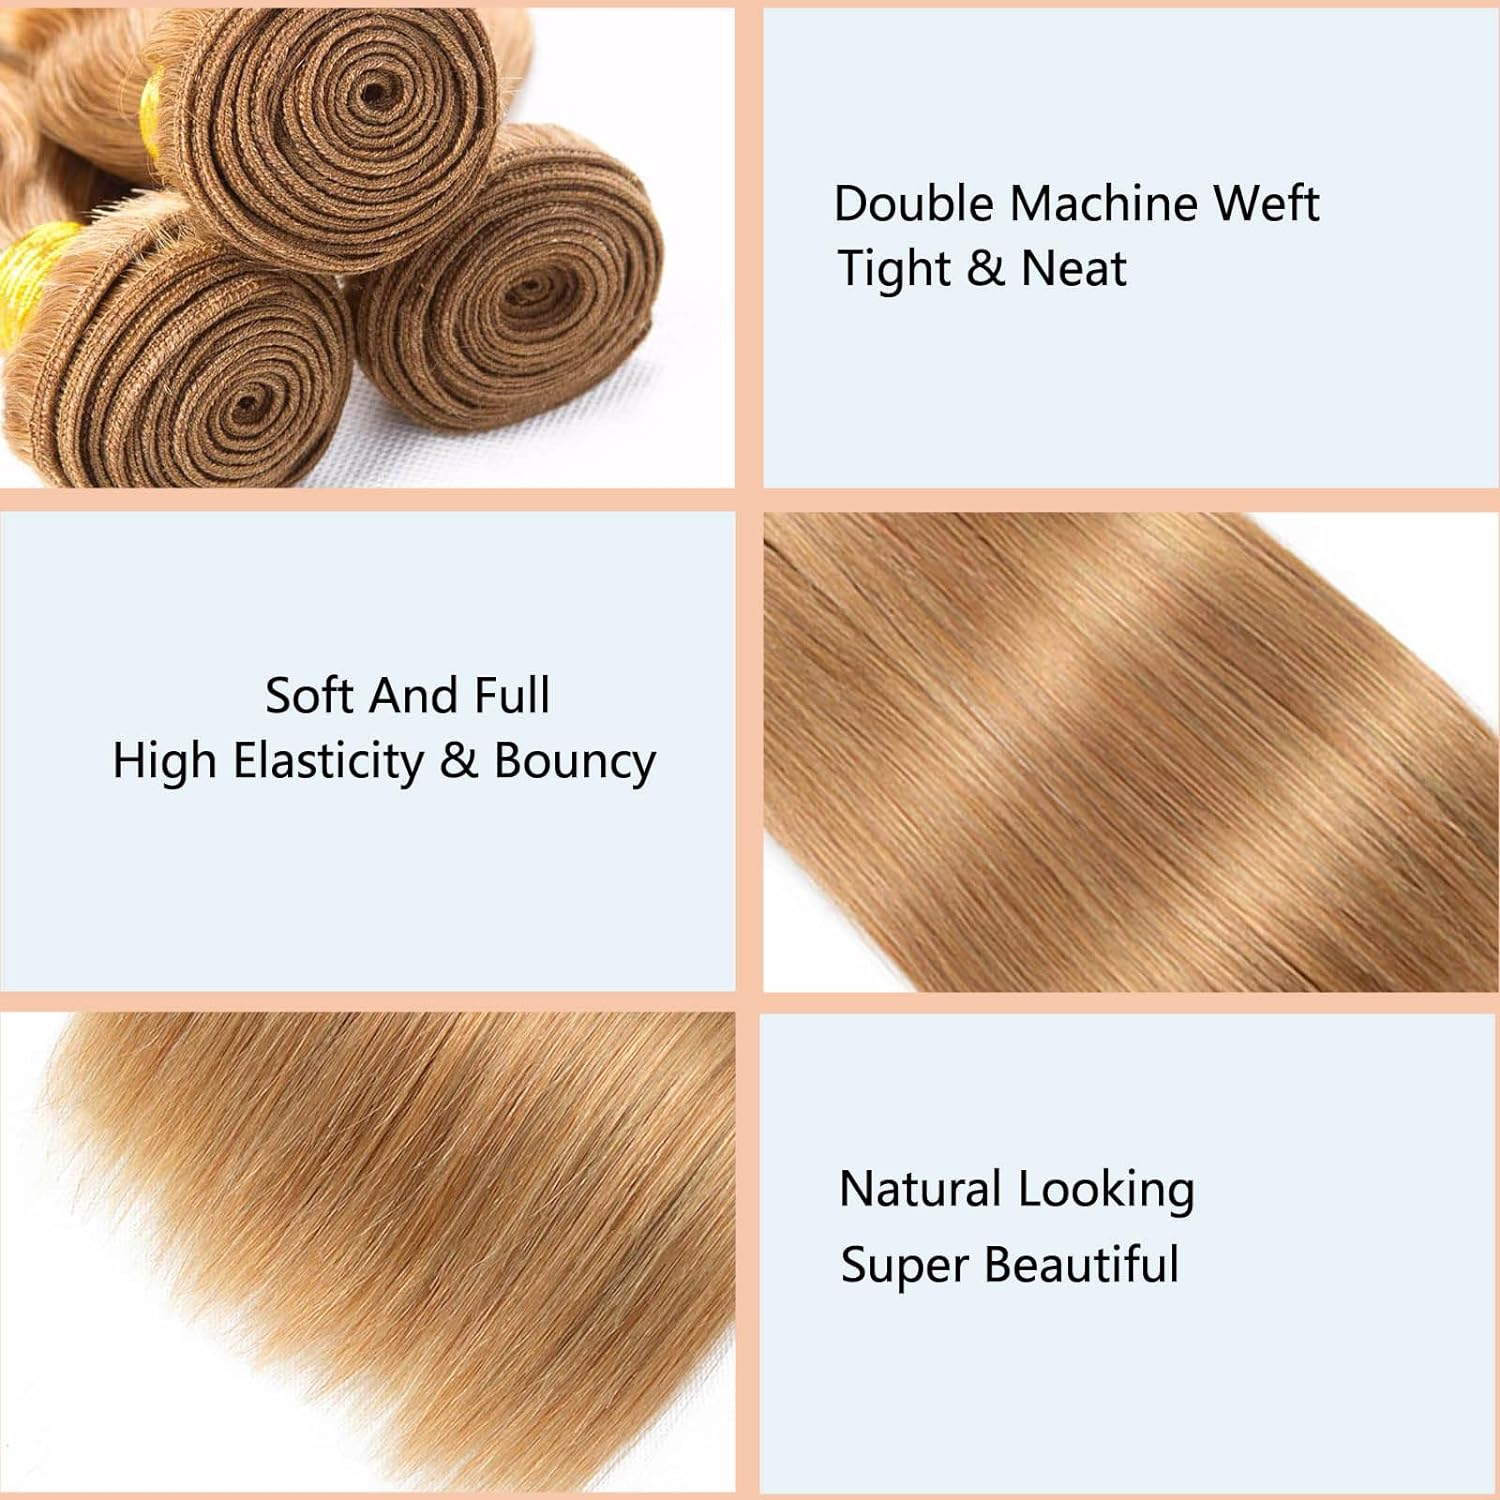 Double Machine Weft
Tight & Neat
Soft And Full
High Elasticity & Bouncy
Natural Looking
Super Beautiful